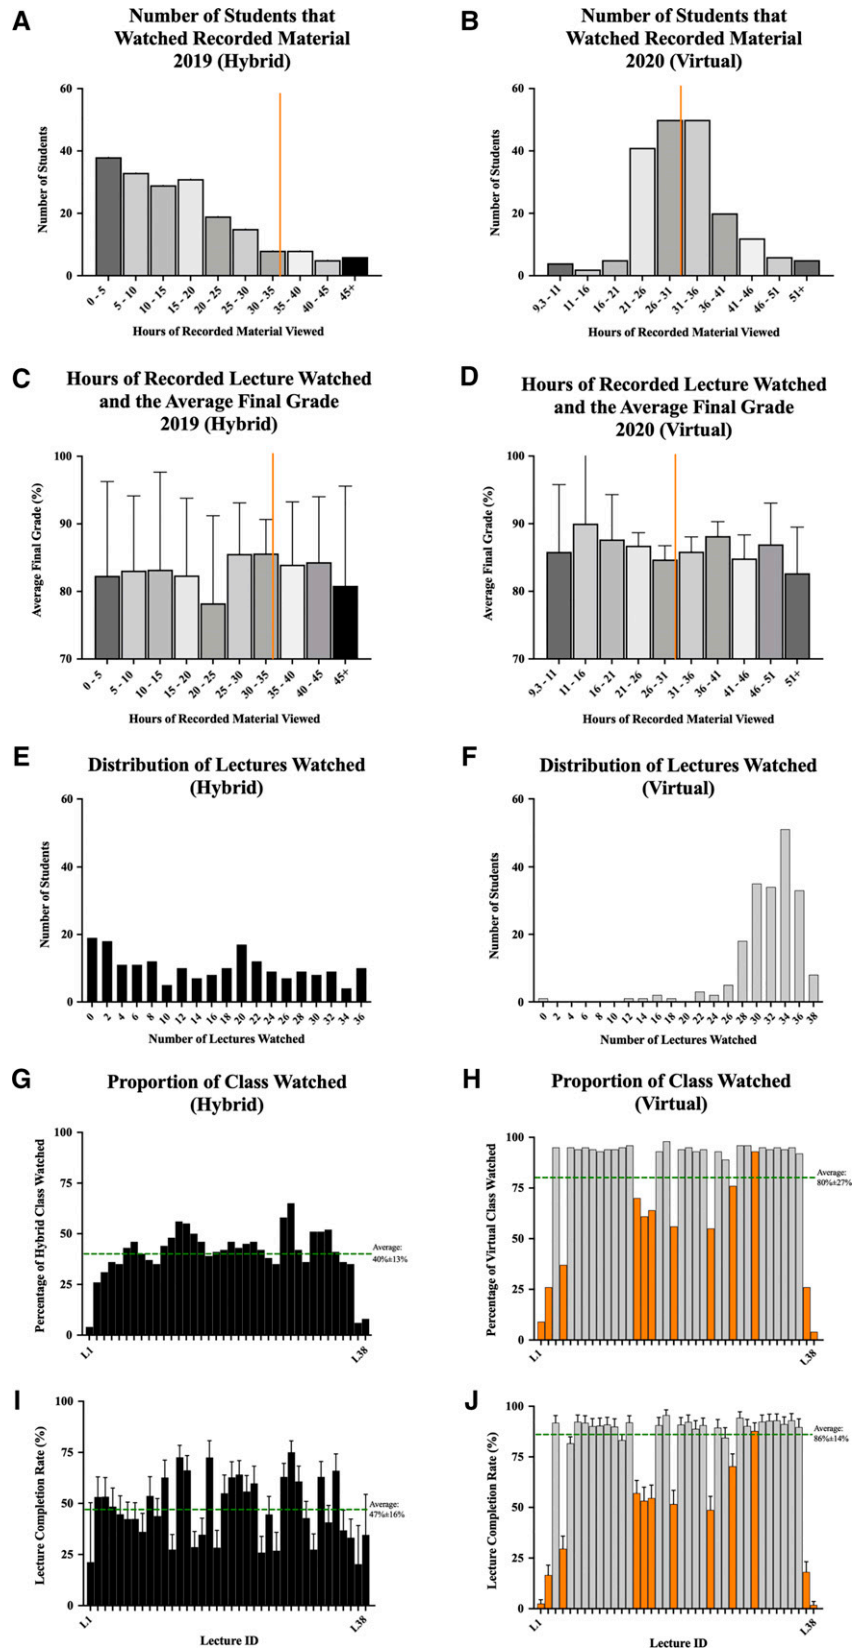 A
Number of Students that
Watched Recorded Material
2019 (Hybrid)
Number of Students
60
40
20
0
0 - 5
5 - 10
10 - 15
15 - 20
20 - 25
25 - 30
30 - 35
35 - 40
40 - 45
45+
Hours of Recorded Material Viewed
B
Number of Students that
Watched Recorded Material
2020 (Virtual)
Number of Students
60
40
20
0
9.3 - 11
11 - 16
16 - 21
21 - 26
26 - 31
31 - 36
36 - 41
41 - 46
46 - 51
51+
Hours of Recorded Material Viewed
C
Hours of Recorded Lecture Watched
and the Average Final Grade
2019 (Hybrid)
Average Final Grade (%)
100
90
80
70
0 - 5
5 - 10
10 - 15
15 - 20
20 - 25
25 - 30
30 - 35
35 - 40
40 - 45
45+
Hours of Recorded Material Viewed
D
Hours of Recorded Lecture Watched
and the Average Final Grade
2020 (Virtual)
Average Final Grade (%)
100
90
80
70
9.3 - 11
11 - 16
16 - 21
21 - 26
26 - 31
31 - 36
36 - 41
41 - 46
46 - 51
51+
Hours of Recorded Material Viewed
E
Distribution of Lectures Watched
(Hybrid)
Number of Students
60
40
20
0
0
2
4
6
8
10
12
14
16
18
20
22
24
26
28
30
32
34
36
Number of Lectures Watched
F
Distribution of Lectures Watched
(Virtual)
Number of Students
60
40
20
0
0
2
4
6
8
10
12
14
16
18
20
22
24
26
28
30
32
34
36
38
Number of Lectures Watched
G
Proportion of Class Watched
(Hybrid)
Percentage of Hybrid Class Watched
100
75
50
25
0
Average:
40%±13%
L1
L38
H
Proportion of Class Watched
(Virtual)
Percentage of Virtual Class Watched
100
75
50
25
0
Average:
80%±27%
L1
L38
I
Lecture Completion Rate (%)
100
75
50
25
0
Average:
47%±16%
L1
L38
Lecture ID
J
Lecture Completion Rate (%)
100
75
50
25
0
Average:
86%±14%
L1
L38
Lecture ID